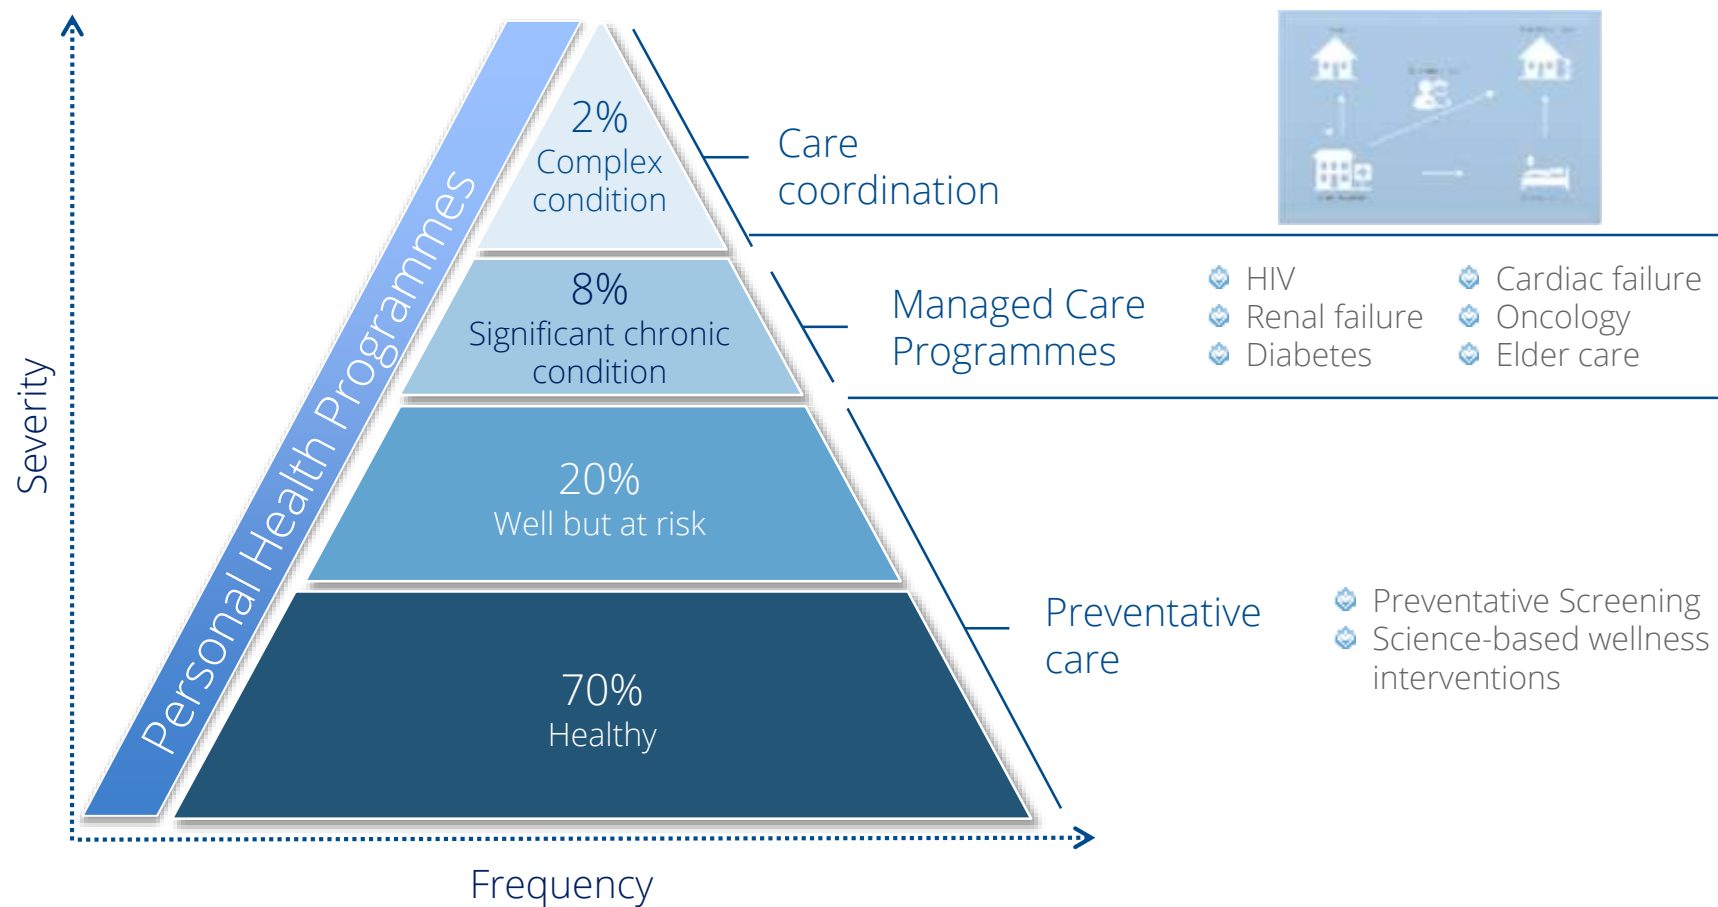 2%
Complex
condition
Care
coordination
8%
Significant chronic
condition
Managed Care
Programmes
HIV
Renal failure
Diabetes
Cardiac failure
Oncology
Elder care
20%
Well but at risk
70%
Healthy
Preventative
care
Preventative Screening
Science-based wellness
interventions
Personal Health Programmes
Severity
Frequency